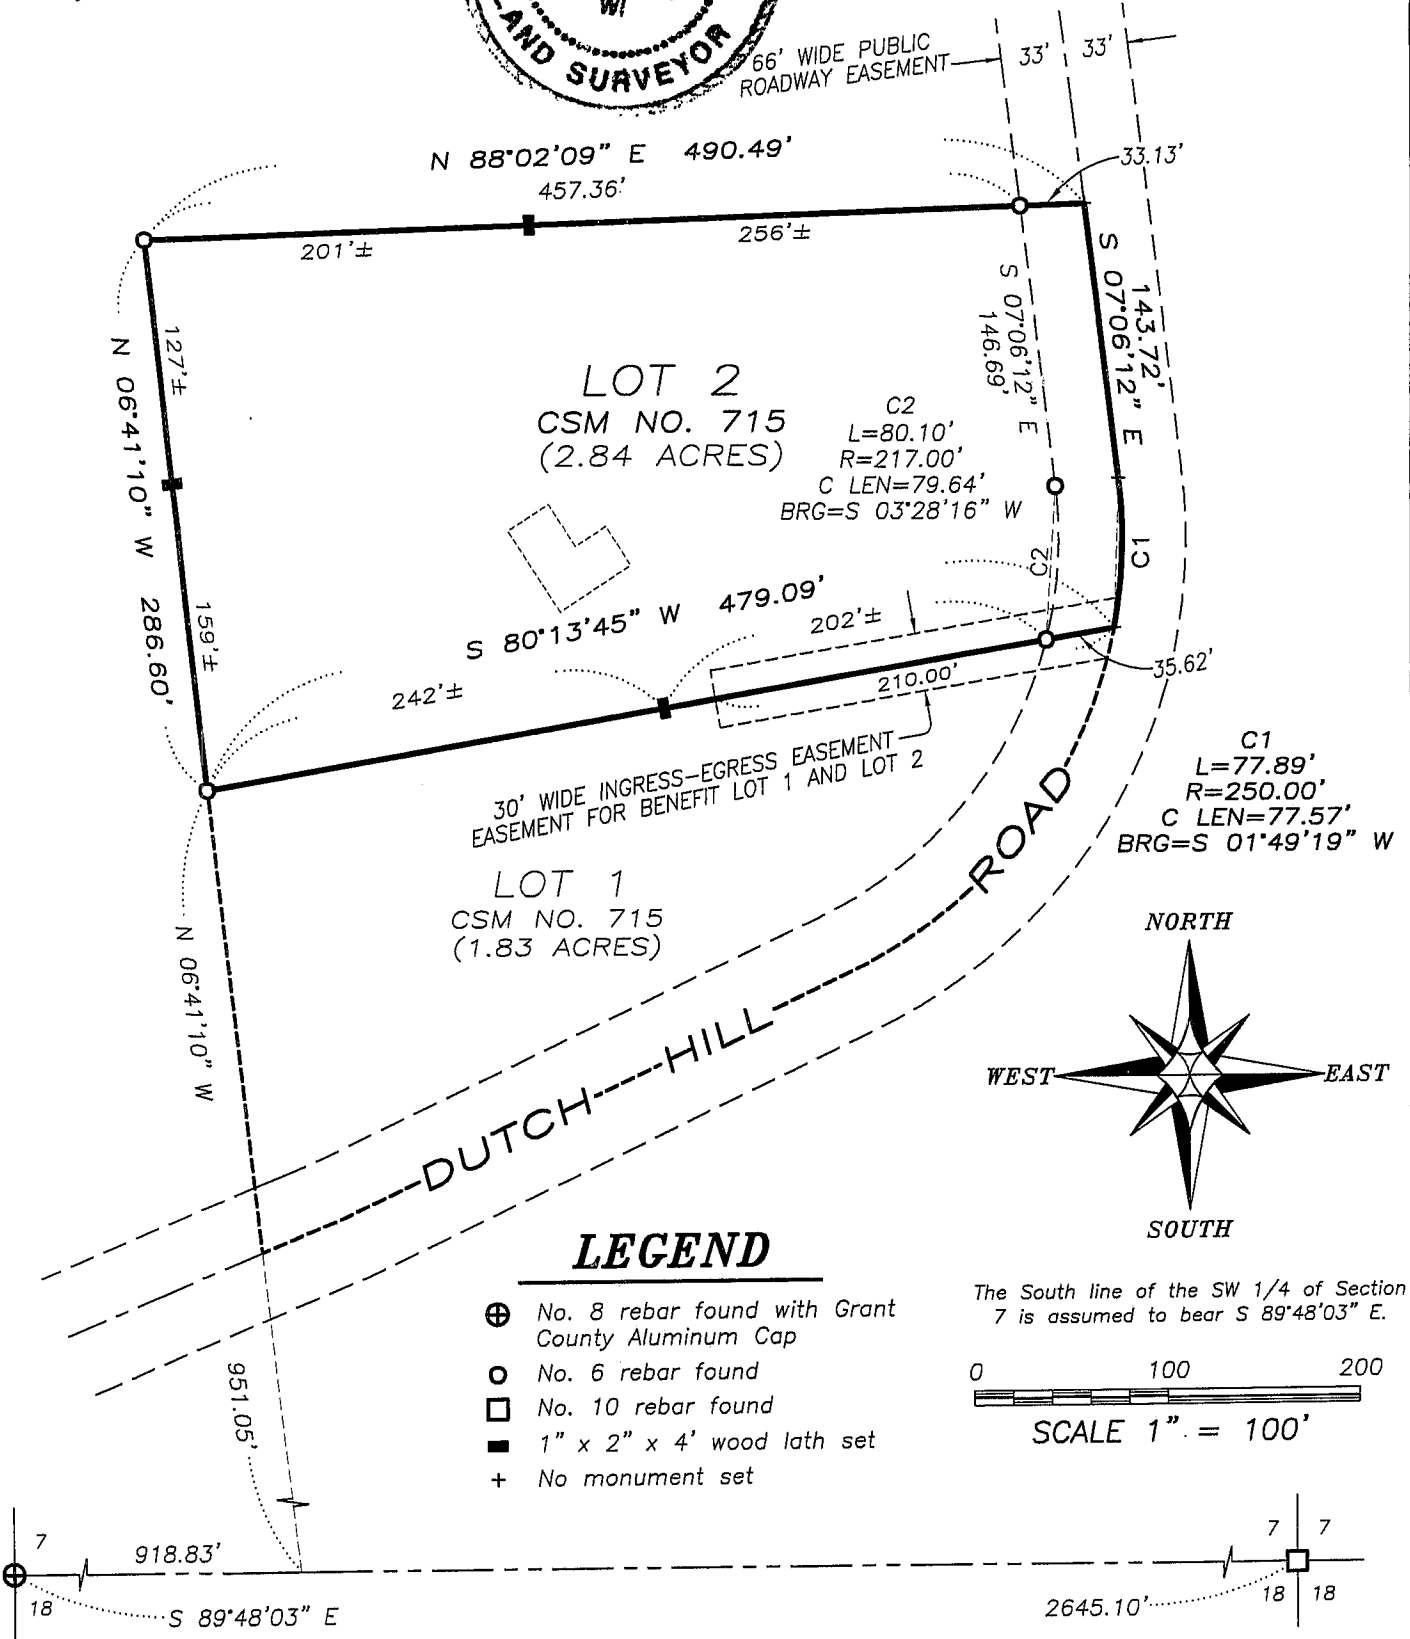 WI
LAND SURVEYOR
66' WIDE PUBLIC
ROADWAY EASEMENT
33'
33'
N 88°02'09" E 490.49'
457.36'
33.13'
201'±
256'±
S 07°06'12" E
143.72'
S 07°06'12" E
146.69'
127'±
N 06°41'10" W 286.60'
159'±
LOT 2
CSM NO. 715
(2.84 ACRES)
C2
L=80.10'
R=217.00'
C LEN=79.64'
BRG=S 03°28'16" W
C2
C1
S 80°13'45" W 479.09'
202'±
242'±
210.00'
35.62'
30' WIDE INGRESS-EGRESS EASEMENT
EASEMENT FOR BENEFIT LOT 1 AND LOT 2
C1
L=77.89'
R=250.00'
C LEN=77.57'
BRG=S 01°49'19" W
LOT 1
CSM NO. 715
(1.83 ACRES)
N 06°41'10" W
DUTCH HILL ROAD
NORTH
WEST
EAST
SOUTH
LEGEND
No. 8 rebar found with Grant
County Aluminum Cap
No. 6 rebar found
No. 10 rebar found
1" x 2" x 4' wood lath set
+ No monument set
The South line of the SW 1/4 of Section
7 is assumed to bear S 89°48'03" E.
0 100 200
SCALE 1" = 100'
951.05'
7
918.83'
7 7
18
S 89°48'03" E
2645.10'
18 18